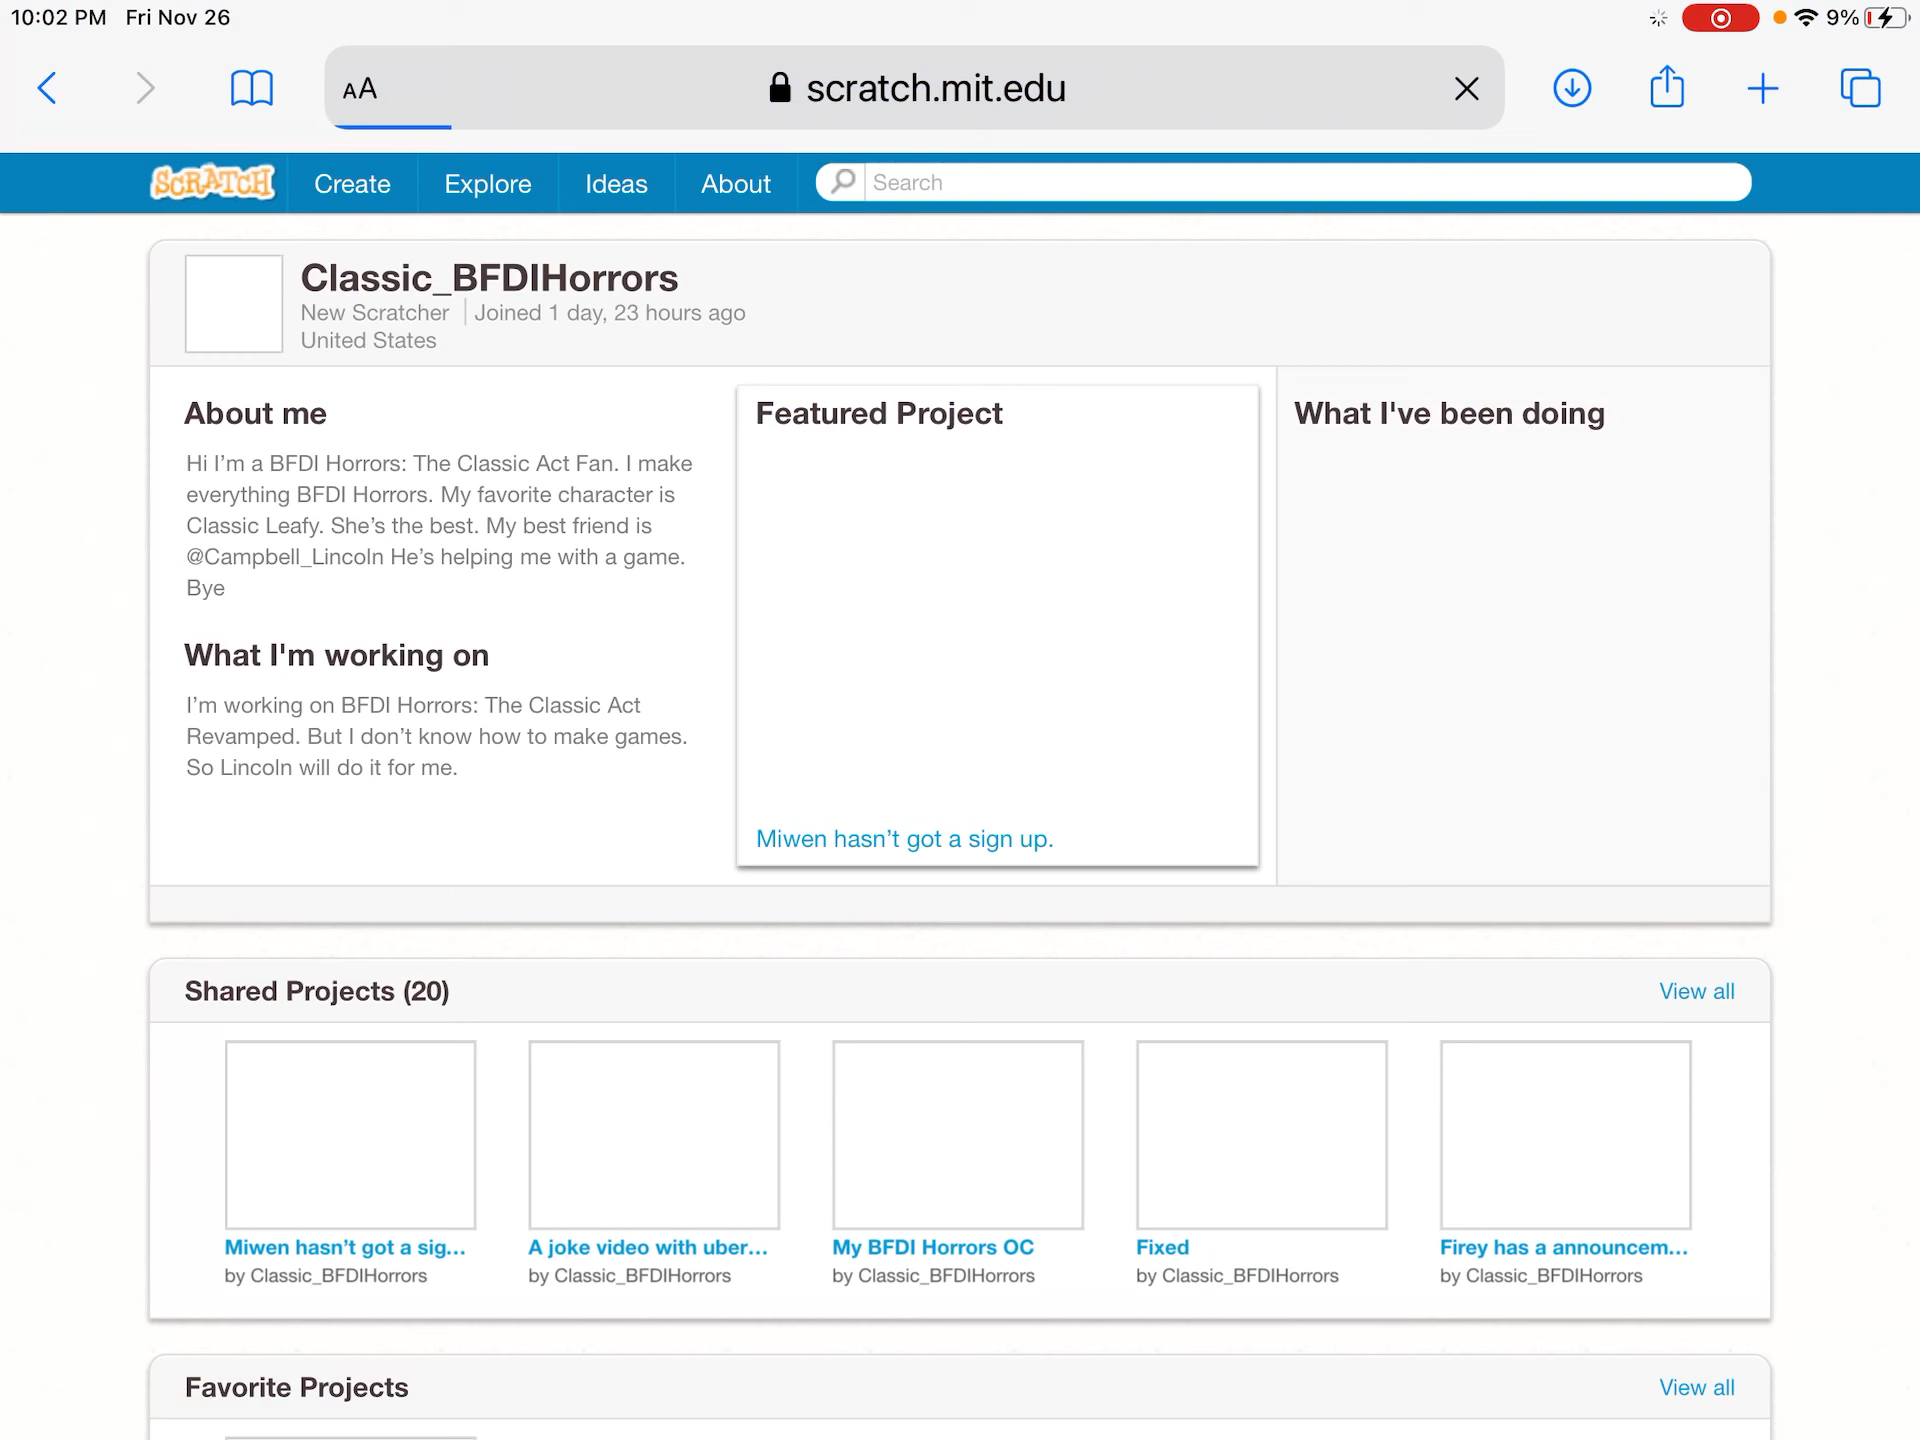 10:02 PM Fri Nov 26
9%
AA
scratch.mit.edu
SCRATCH
Create
Explore
Ideas
About
Search
Classic_BFDIHorrors
New Scratcher
Joined 1 day, 23 hours ago
United States
About me
Hi I’m a BFDI Horrors: The Classic Act Fan. I make
everything BFDI Horrors. My favorite character is
Classic Leafy. She’s the best. My best friend is
@Campbell_Lincoln He’s helping me with a game.
Bye
What I'm working on
I’m working on BFDI Horrors: The Classic Act
Revamped. But I don’t know how to make games.
So Lincoln will do it for me.
Featured Project
Miwen hasn’t got a sign up.
What I've been doing
Shared Projects (20)
View all
Miwen hasn’t got a sig...
by Classic_BFDIHorrors
A joke video with uber...
by Classic_BFDIHorrors
My BFDI Horrors OC
by Classic_BFDIHorrors
Fixed
by Classic_BFDIHorrors
Firey has a announcem...
by Classic_BFDIHorrors
Favorite Projects
View all